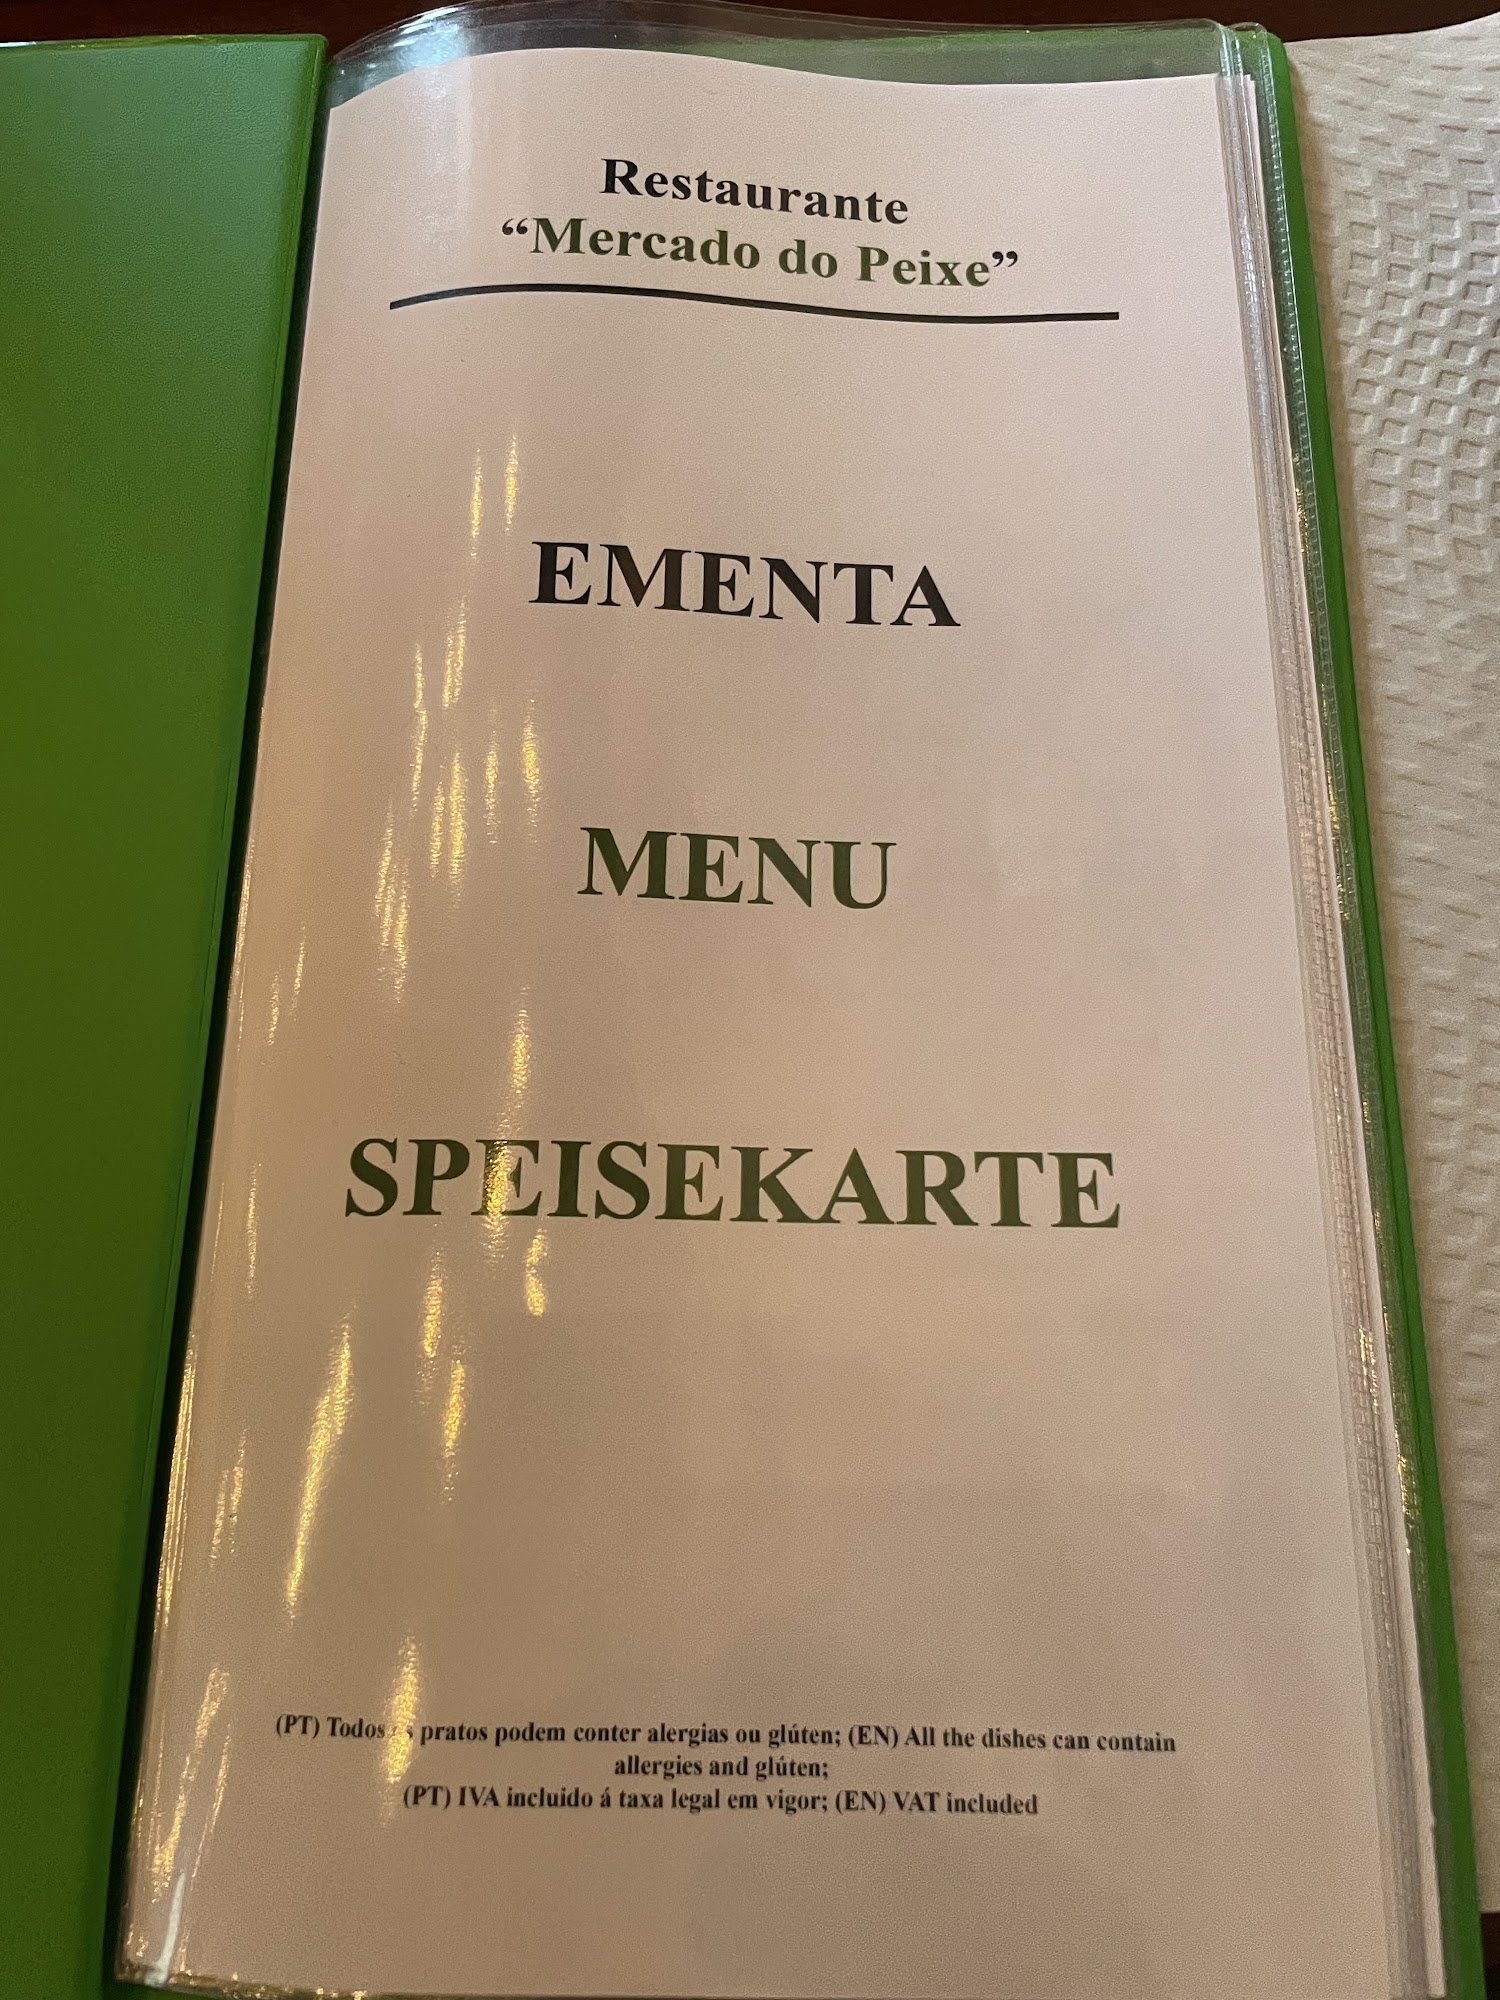 Restaurante
“Mercado do Peixe”
EMENTA
MENU
SPEISEKARTE
(PT) Todos os pratos podem conter alergias ou glúten; (EN) All the dishes can contain
allergies and glúten;
(PT) IVA incluido á taxa legal em vigor; (EN) VAT included